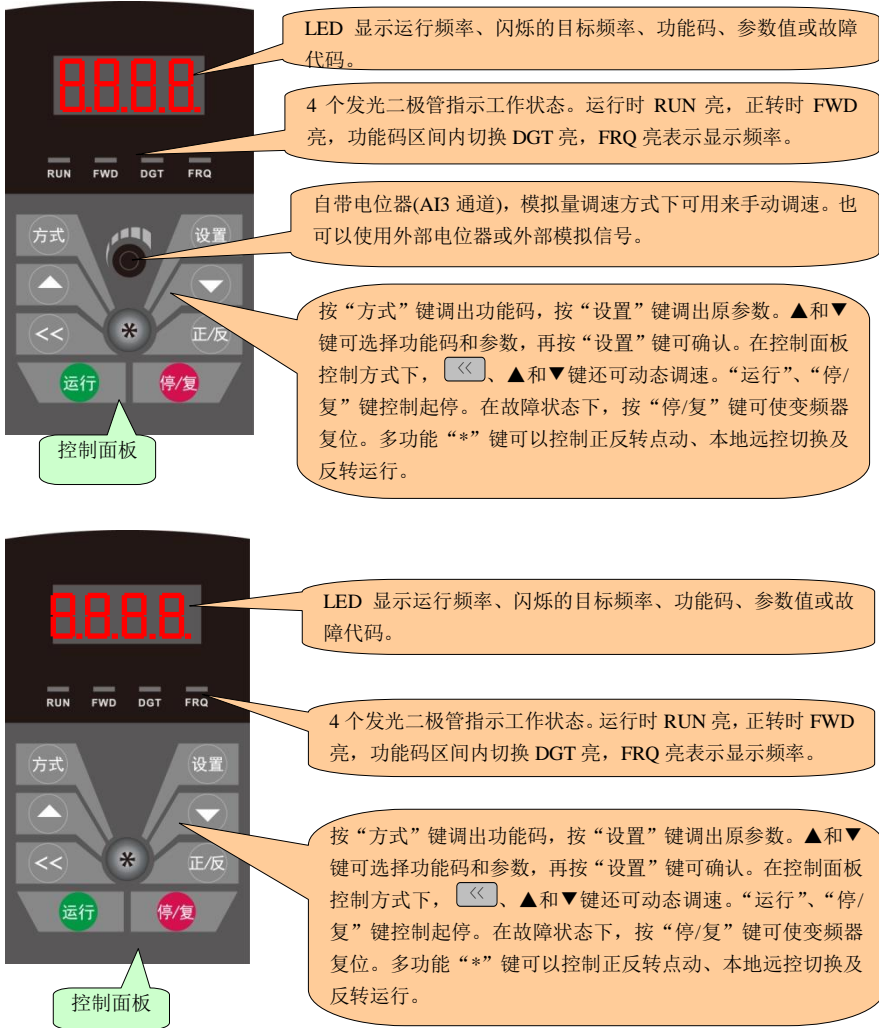 8.8.8.8.
LED 显示运行频率、闪烁的目标频率、功能码、参数值或故障
代码。
4 个发光二极管指示工作状态。运行时 RUN 亮，正转时 FWD
亮，功能码区间内切换 DGT 亮，FRQ 亮表示显示频率。
RUN FWD DGT FRQ
自带电位器(AI3 通道)，模拟量调速方式下可用来手动调速。也
可以使用外部电位器或外部模拟信号。
方式 设置
▲ ▼
<< * 正/反
运行 停/复
按“方式”键调出功能码，按“设置”键调出原参数。▲和▼
键可选择功能码和参数，再按“设置”键可确认。在控制面板
控制方式下， << 、▲和▼键还可动态调速。“运行”、“停/
复”键控制起停。在故障状态下，按“停/复”键可使变频器
复位。多功能“*”键可以控制正反转点动、本地远控切换及
反转运行。
控制面板
8.8.8.8.
LED 显示运行频率、闪烁的目标频率、功能码、参数值或故
障代码。
RUN FWD DGT FRQ
4 个发光二极管指示工作状态。运行时 RUN 亮，正转时 FWD
亮，功能码区间内切换 DGT 亮，FRQ 亮表示显示频率。
方式 设置
▲ ▼
<< * 正/反
运行 停/复
按“方式”键调出功能码，按“设置”键调出原参数。▲和▼
键可选择功能码和参数，再按“设置”键可确认。在控制面板
控制方式下， << 、▲和▼键还可动态调速。“运行”、“停/
复”键控制起停。在故障状态下，按“停/复”键可使变频器
复位。多功能“*”键可以控制正反转点动、本地远控切换及
反转运行。
控制面板